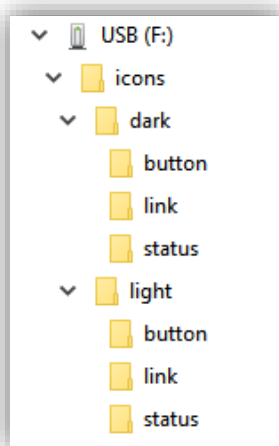 USB (F:)
icons
dark
button
link
status
light
button
link
status